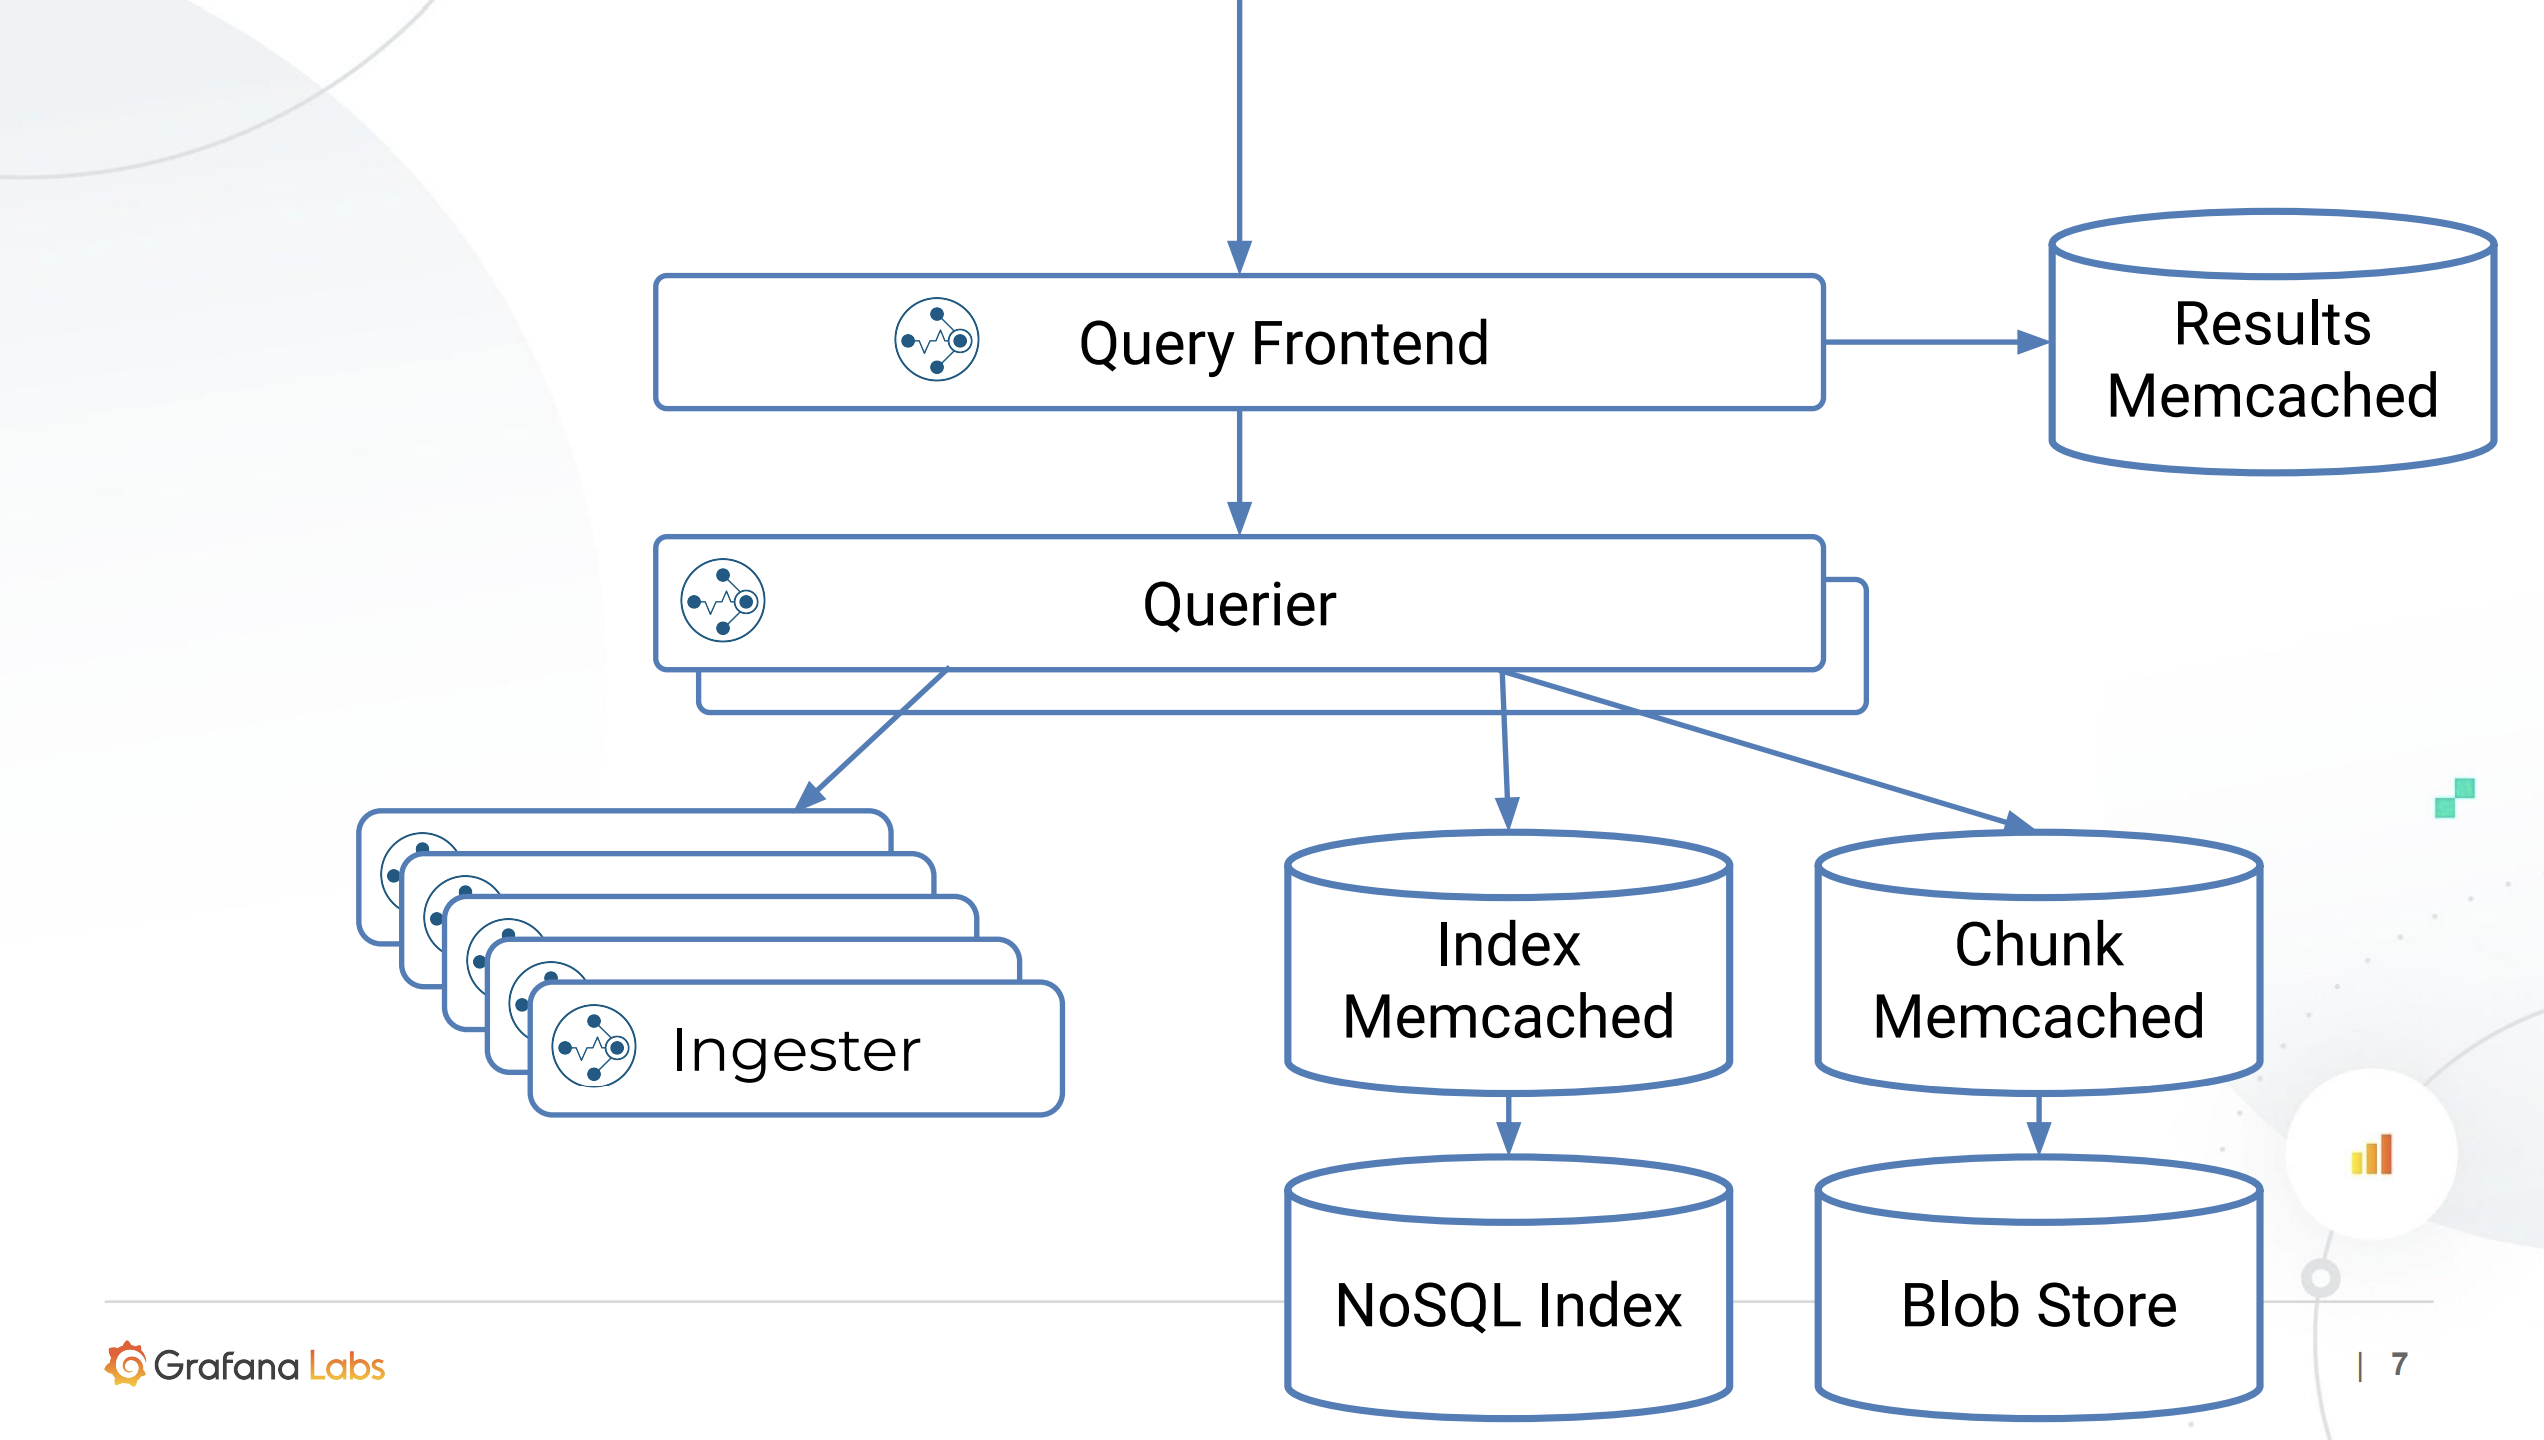 Query Frontend
Results
Memcached
Querier
Ingester
Index
Memcached
Chunk
Memcached
NoSQL Index
Blob Store
Grafana Labs
| 7